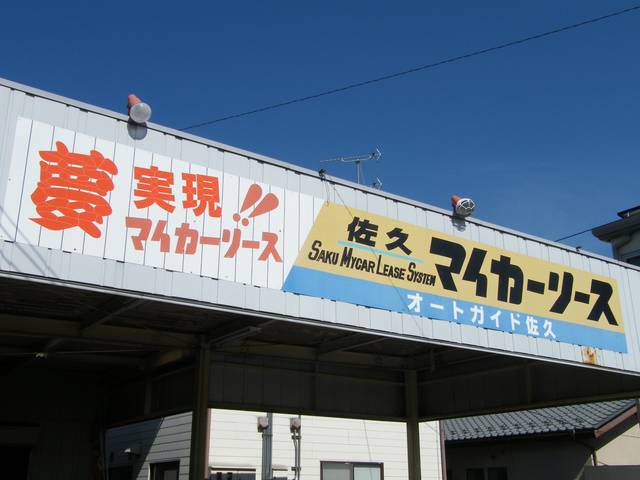 夢
実現!!
マイカーリース
佐久
SAKU MYCAR LEASE SYSTEM
マイカーリース
オートガイド佐久